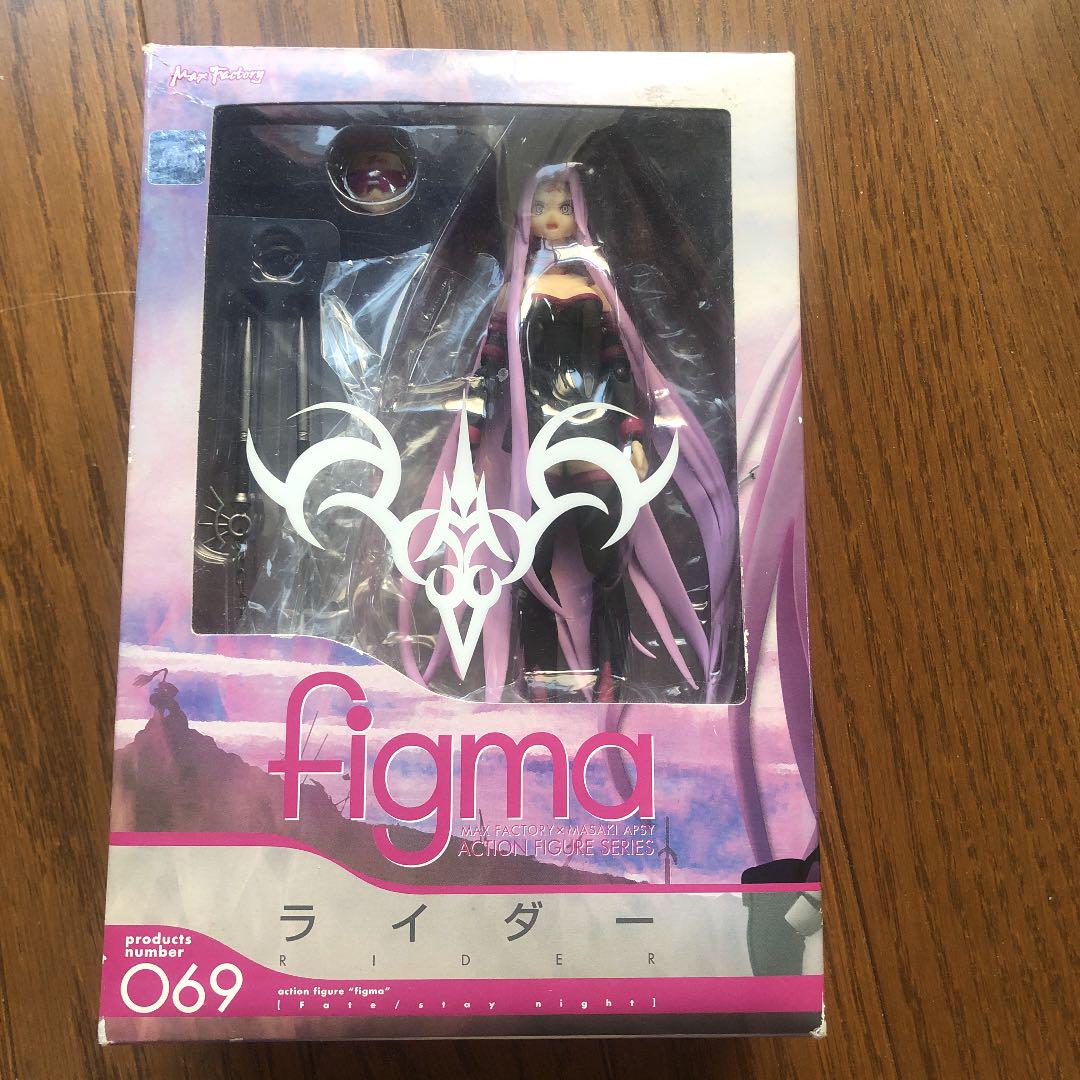 Max Factory
figma
MAX FACTORY × MASAKI APSY
ACTION FIGURE SERIES
ライダー
RIDER
products
number
069
action figure "figma"
[Fate/stay night]